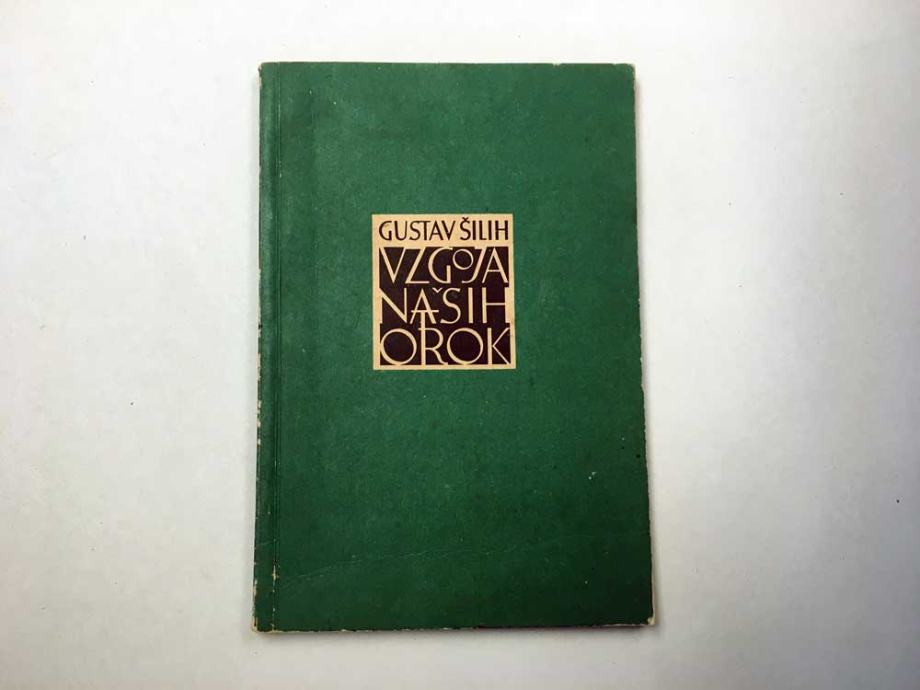 GUSTAV ŠILIH
VZGOJA
NAŠIH
OTROK